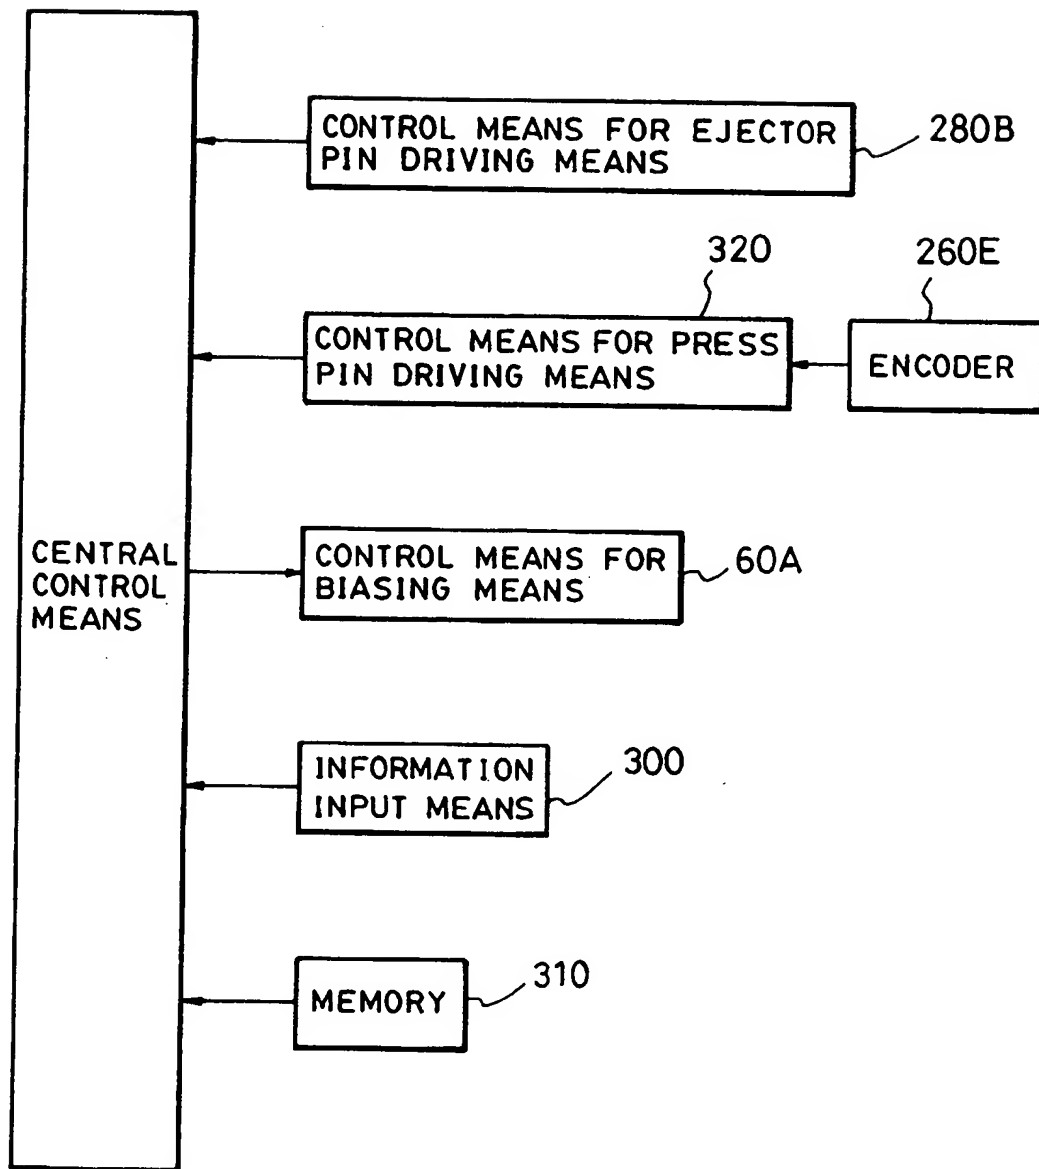 CONTROL MEANS FOR EJECTOR
PIN DRIVING MEANS
280B
320
260E
CONTROL MEANS FOR PRESS
PIN DRIVING MEANS
ENCODER
CENTRAL
CONTROL
MEANS
CONTROL MEANS FOR
BIASING MEANS
60A
INFORMATION
INPUT MEANS
300
MEMORY
310